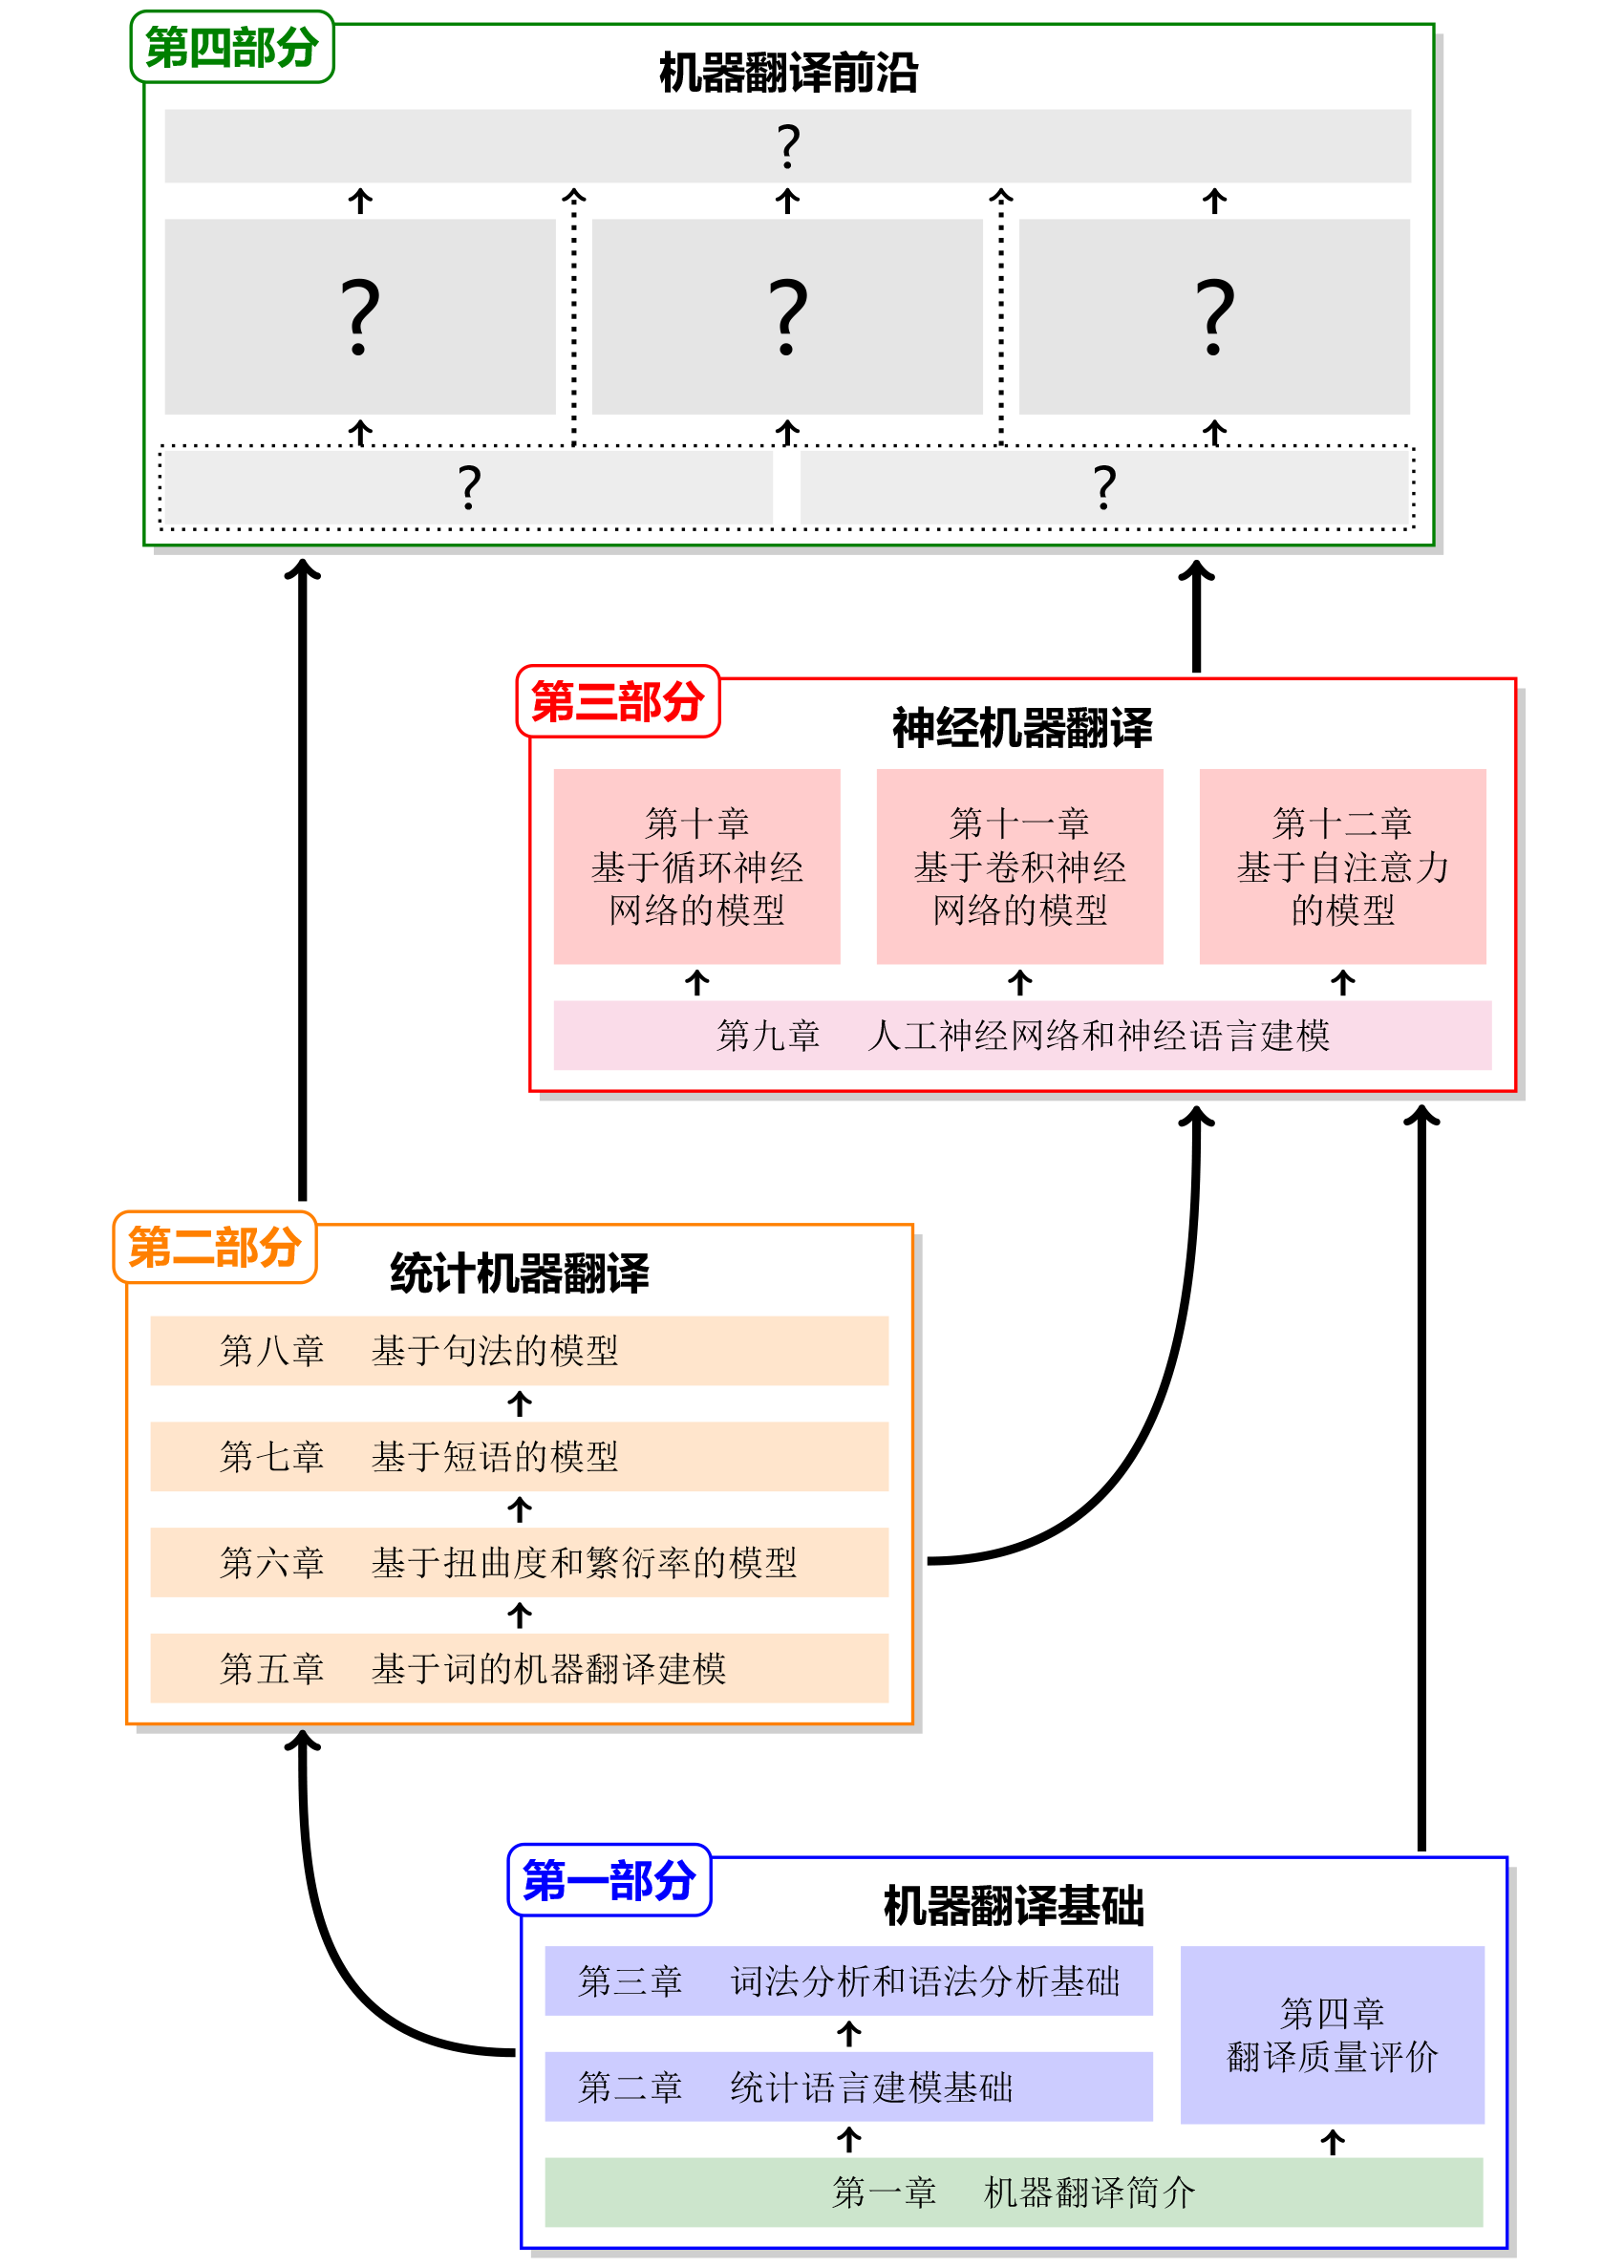 第四部分
机器翻译前沿
?
? ? ?
? ?
第三部分
神经机器翻译
第十章
基于循环神经
网络的模型
第十一章
基于卷积神经
网络的模型
第十二章
基于自注意力
的模型
第九章 人工神经网络和神经语言建模
第二部分
统计机器翻译
第八章 基于句法的模型
第七章 基于短语的模型
第六章 基于扭曲度和繁衍率的模型
第五章 基于词的机器翻译建模
第一部分
机器翻译基础
第三章 词法分析和语法分析基础
第二章 统计语言建模基础
第四章
翻译质量评价
第一章 机器翻译简介